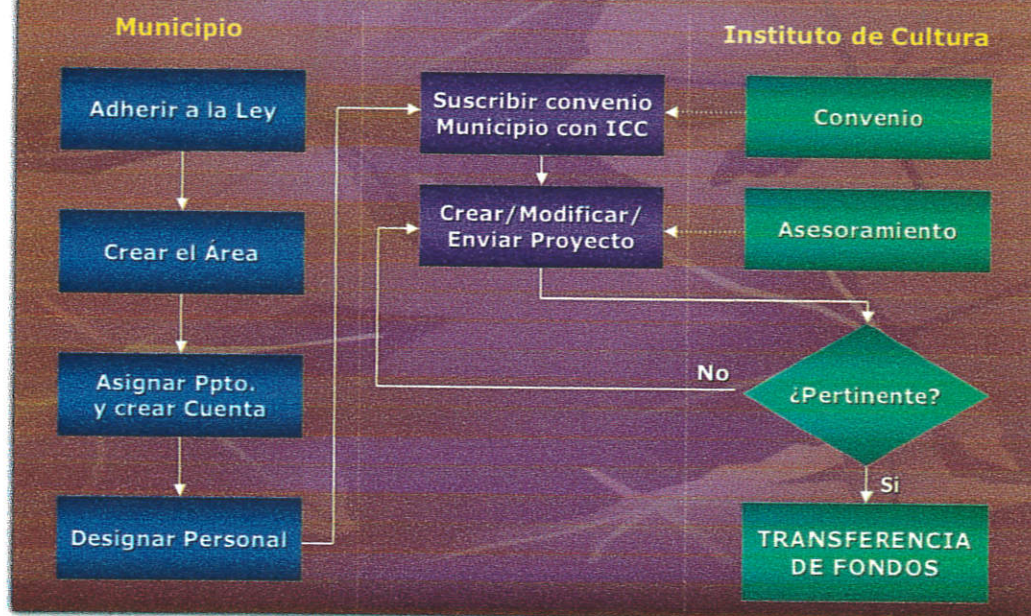 Municipio
Instituto de Cultura
Adherir a la Ley
Suscribir convenio
Municipio con ICC
Convenio
Crear el Área
Crear/Modificar/
Enviar Proyecto
Asesoramiento
Asignar Ppto.
y crear Cuenta
No
¿Pertinente?
Si
Designar Personal
TRANSFERENCIA
DE FONDOS